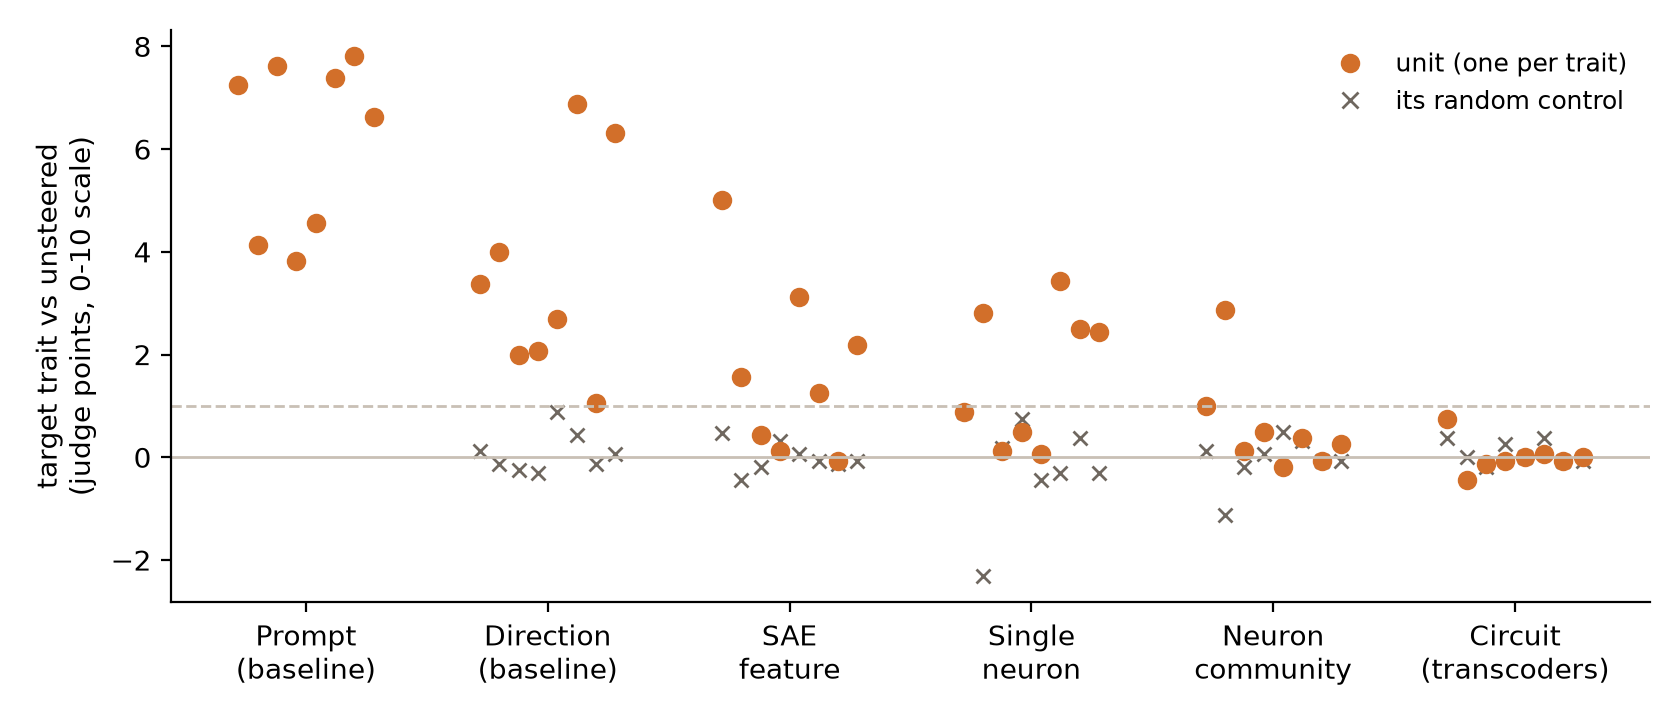 target trait vs unsteered
(judge points, 0-10 scale)
8
6
4
2
0
−2
unit (one per trait)
its random control
Prompt
(baseline)
Direction
(baseline)
SAE
feature
Single
neuron
Neuron
community
Circuit
(transcoders)